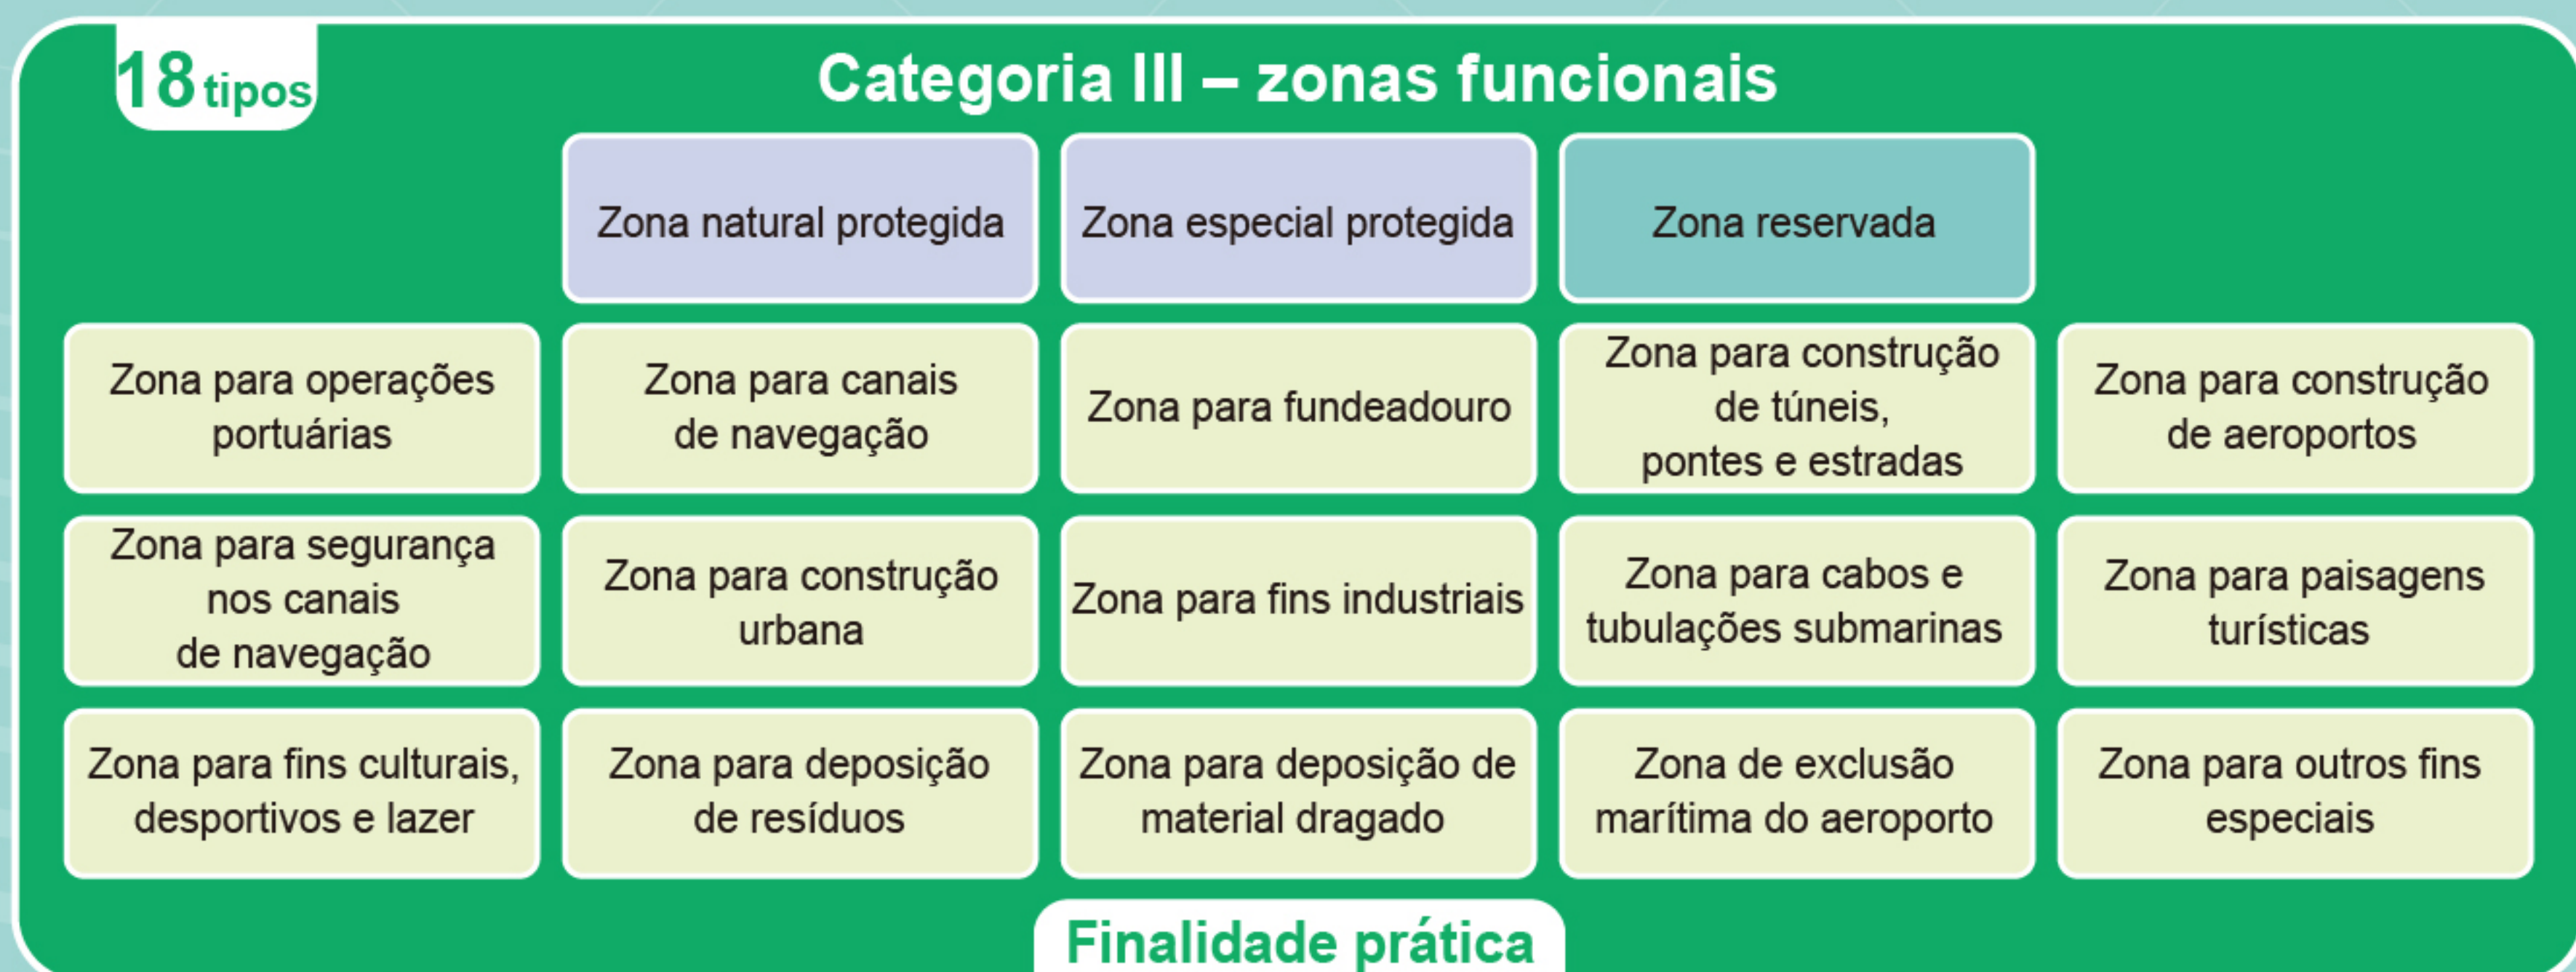 18 tipos
Categoria III – zonas funcionais
Zona natural protegida
Zona especial protegida
Zona reservada
Zona para operações
portuárias
Zona para canais
de navegação
Zona para fundeadouro
Zona para construção
de túneis,
pontes e estradas
Zona para construção
de aeroportos
Zona para segurança
nos canais
de navegação
Zona para construção
urbana
Zona para fins industriais
Zona para cabos e
tubulações submarinas
Zona para paisagens
turísticas
Zona para fins culturais,
desportivos e lazer
Zona para deposição
de resíduos
Zona para deposição de
material dragado
Zona de exclusão
marítima do aeroporto
Zona para outros fins
especiais
Finalidade prática